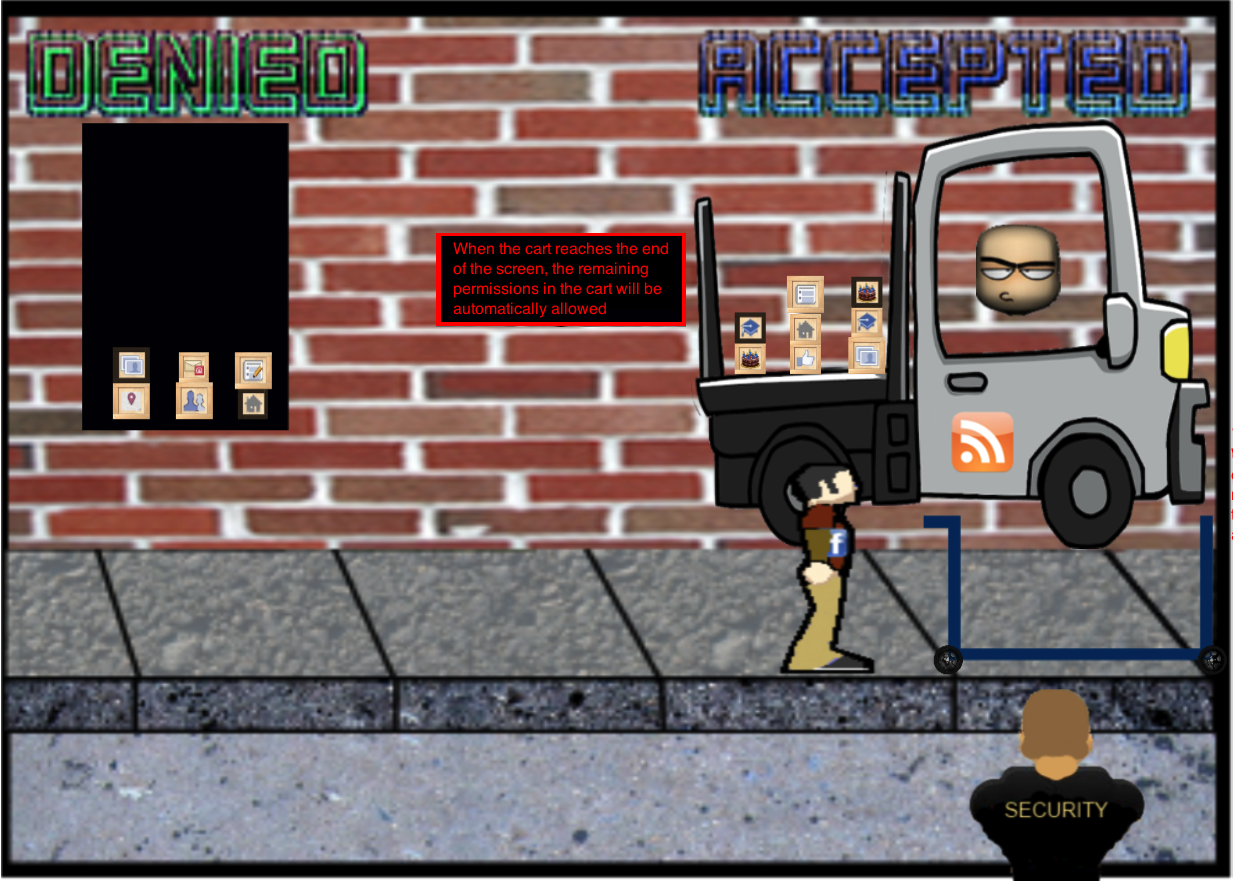 DENIED
ACCEPTED
When the cart reaches the end
of the screen, the remaining
permissions in the cart will be
automatically allowed
f
SECURITY